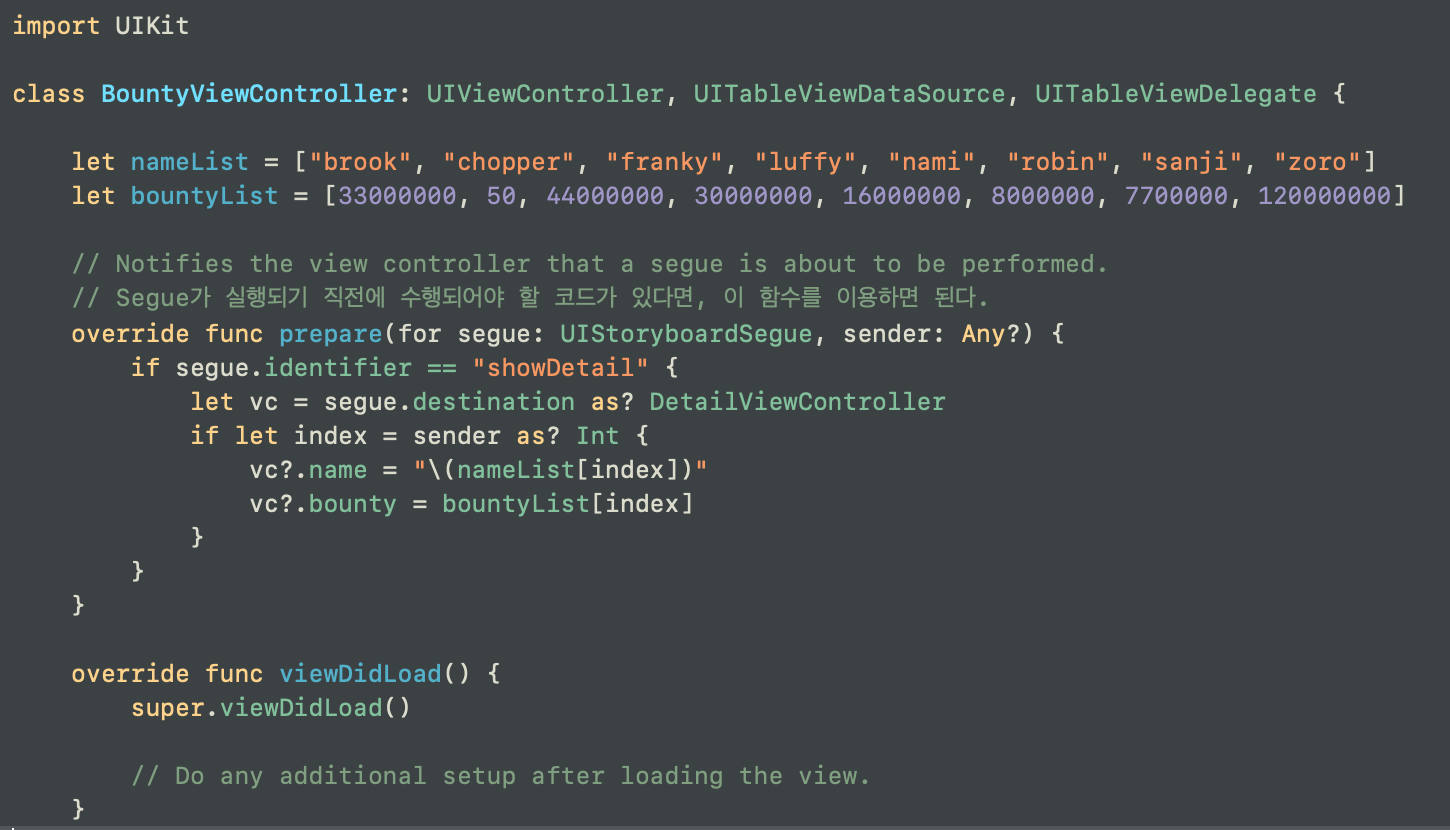 import UIKit
class BountyViewController: UIViewController, UITableViewDataSource, UITableViewDelegate {
let nameList = ["brook", "chopper", "franky", "luffy", "nami", "robin", "sanji", "zoro"]
let bountyList = [33000000, 50, 44000000, 30000000, 16000000, 8000000, 7700000, 120000000]
// Notifies the view controller that a segue is about to be performed.
// Segue가 실행되기 직전에 수행되어야 할 코드가 있다면, 이 함수를 이용하면 된다.
override func prepare(for segue: UIStoryboardSegue, sender: Any?) {
if segue.identifier == "showDetail" {
let vc = segue.destination as? DetailViewController
if let index = sender as? Int {
vc?.name = "\(nameList[index])"
vc?.bounty = bountyList[index]
}
}
}
override func viewDidLoad() {
super.viewDidLoad()
// Do any additional setup after loading the view.
}